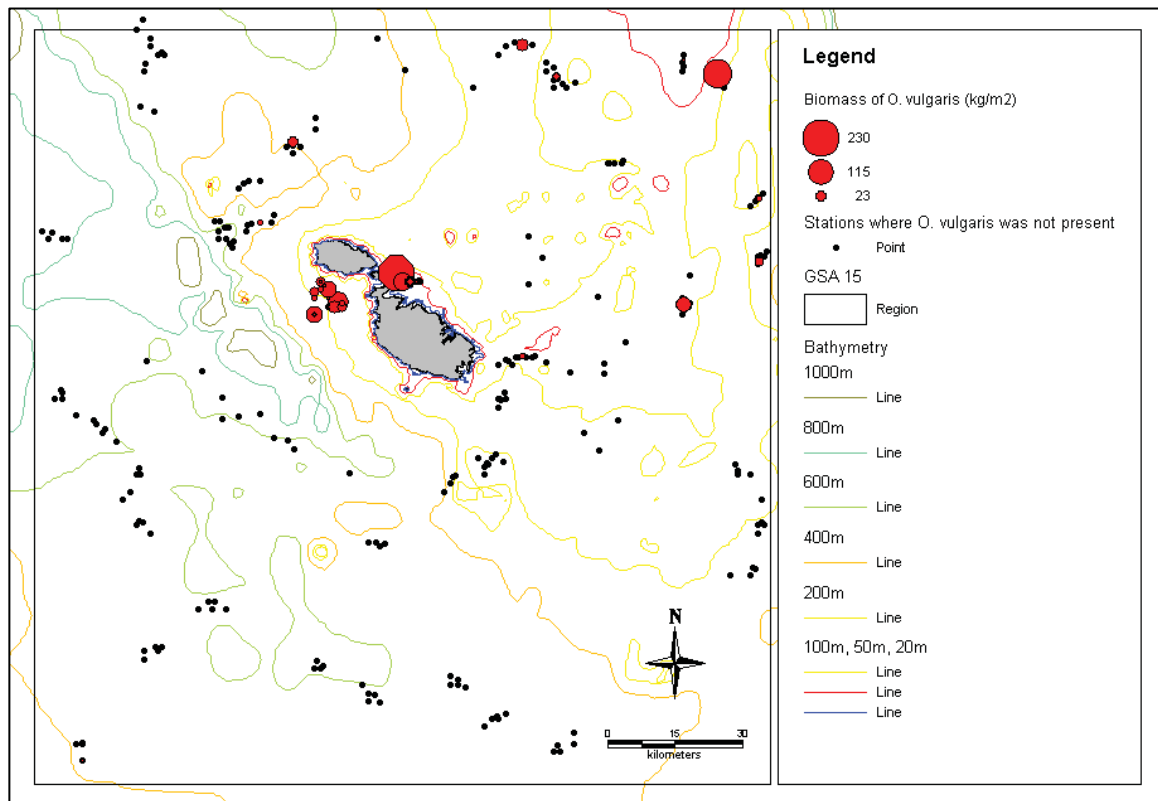 Legend
Biomass of O. vulgaris (kg/m2)
230
115
23
Stations where O. vulgaris was not present
Point
GSA 15
Region
Bathymetry
1000m
Line
800m
Line
600m
Line
400m
Line
200m
Line
100m, 50m, 20m
Line
Line
Line
N
0 15 30
kilometers